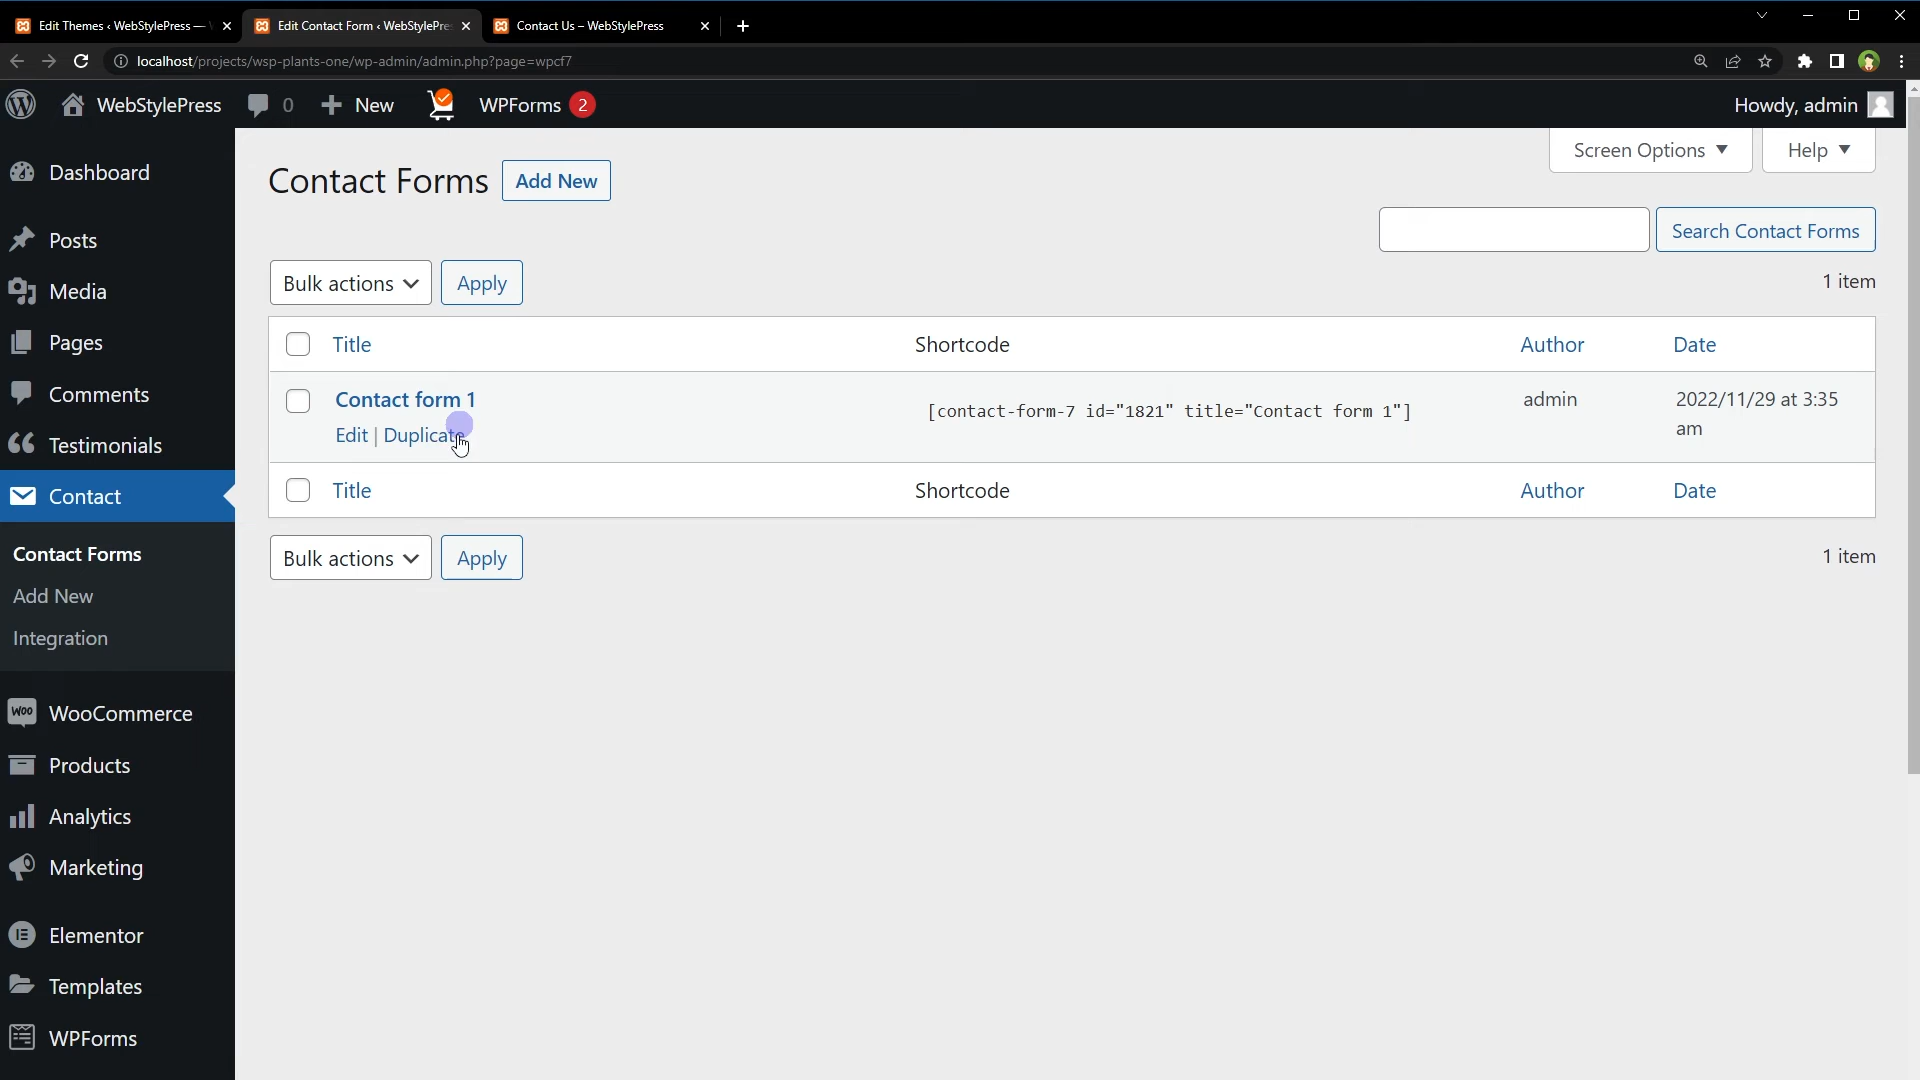 Edit Themes ‹ WebStylePress —
Edit Contact Form ‹ WebStylePre
Contact Us – WebStylePress
localhost/projects/wsp-plants-one/wp-admin/admin.php?page=wpcf7
WebStylePress
0
New
WPForms
2
Howdy, admin
Screen Options
Help
Dashboard
Posts
Media
Pages
Comments
Testimonials
Contact
Contact Forms
Add New
Integration
WooCommerce
Products
Analytics
Marketing
Elementor
Templates
WPForms
Contact Forms
Add New
Search Contact Forms
Bulk actions
Apply
1 item
Title
Shortcode
Author
Date
Contact form 1
[contact-form-7 id="1821" title="Contact form 1"]
admin
2022/11/29 at 3:35
am
Edit | Duplicate
Title
Shortcode
Author
Date
Bulk actions
Apply
1 item